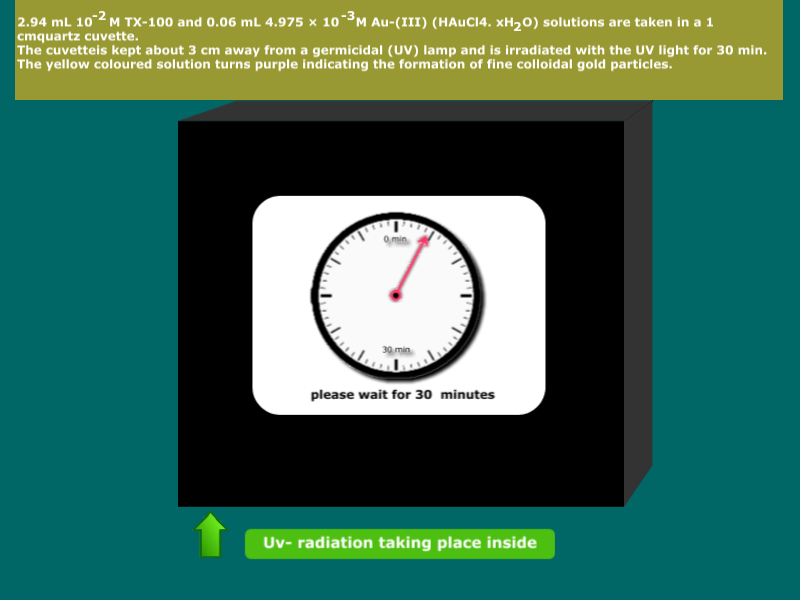 2.94 mL 10⁻² M TX-100 and 0.06 mL 4.975 × 10⁻³M Au-(III) (HAuCl4. xH₂O) solutions are taken in a 1
cmquartz cuvette.
The cuvetteis kept about 3 cm away from a germicidal (UV) lamp and is irradiated with the UV light for 30 min.
The yellow coloured solution turns purple indicating the formation of fine colloidal gold particles.
0 min
30 min
please wait for 30 minutes
Uv- radiation taking place inside